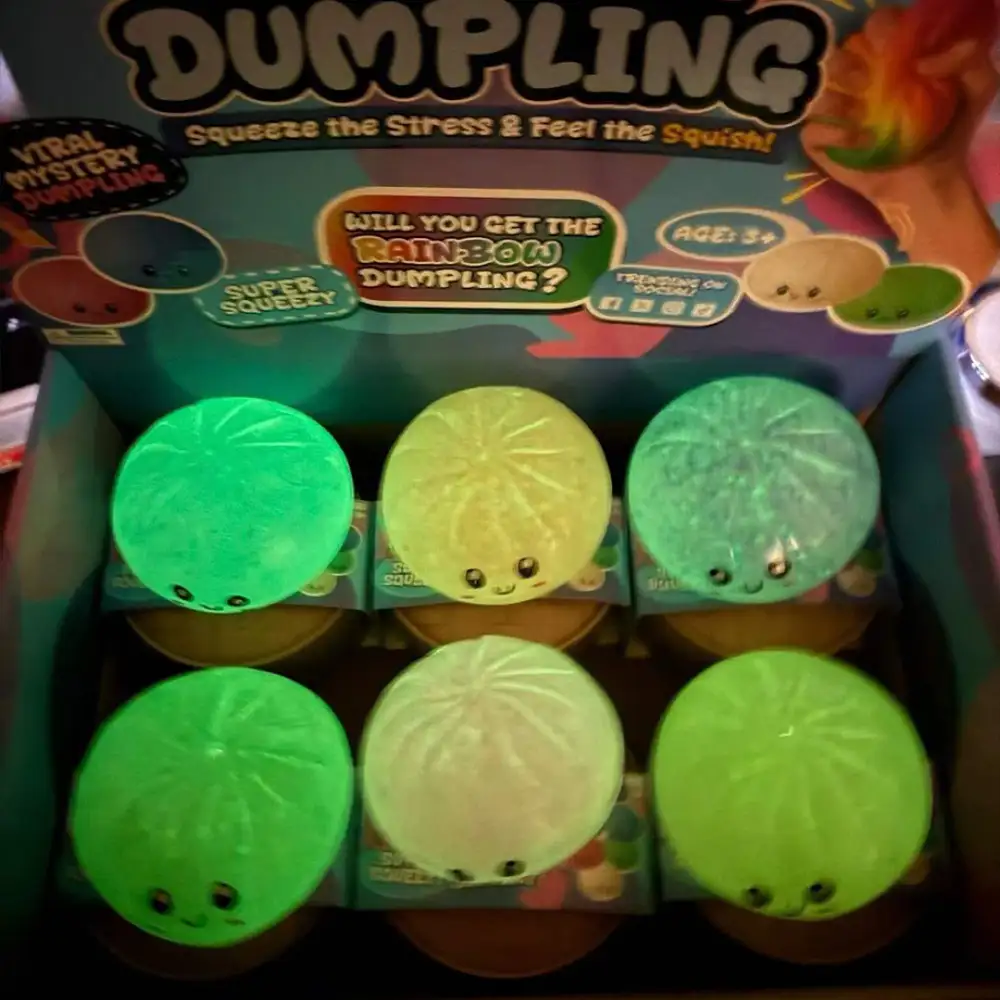 DUMPLING
Squeeze the Stress & Feel the Squish!
VIRAL
MYSTERY
DUMPLING
WILL YOU GET THE
RAINBOW
DUMPLING?
AGE: 3+
SUPER
SQUEEZY
TRENDING ON
SOCIAL!